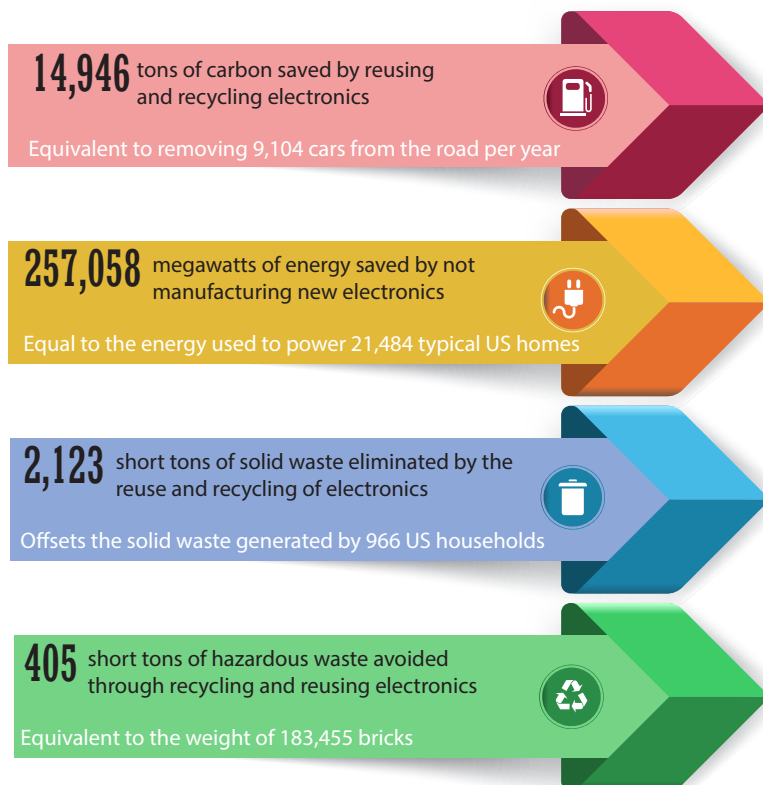 14,946 tons of carbon saved by reusing
and recycling electronics
Equivalent to removing 9,104 cars from the road per year
257,058 megawatts of energy saved by not
manufacturing new electronics
Equal to the energy used to power 21,484 typical US homes
2,123 short tons of solid waste eliminated by the
reuse and recycling of electronics
Offsets the solid waste generated by 966 US households
405 short tons of hazardous waste avoided
through recycling and reusing electronics
Equivalent to the weight of 183,455 bricks